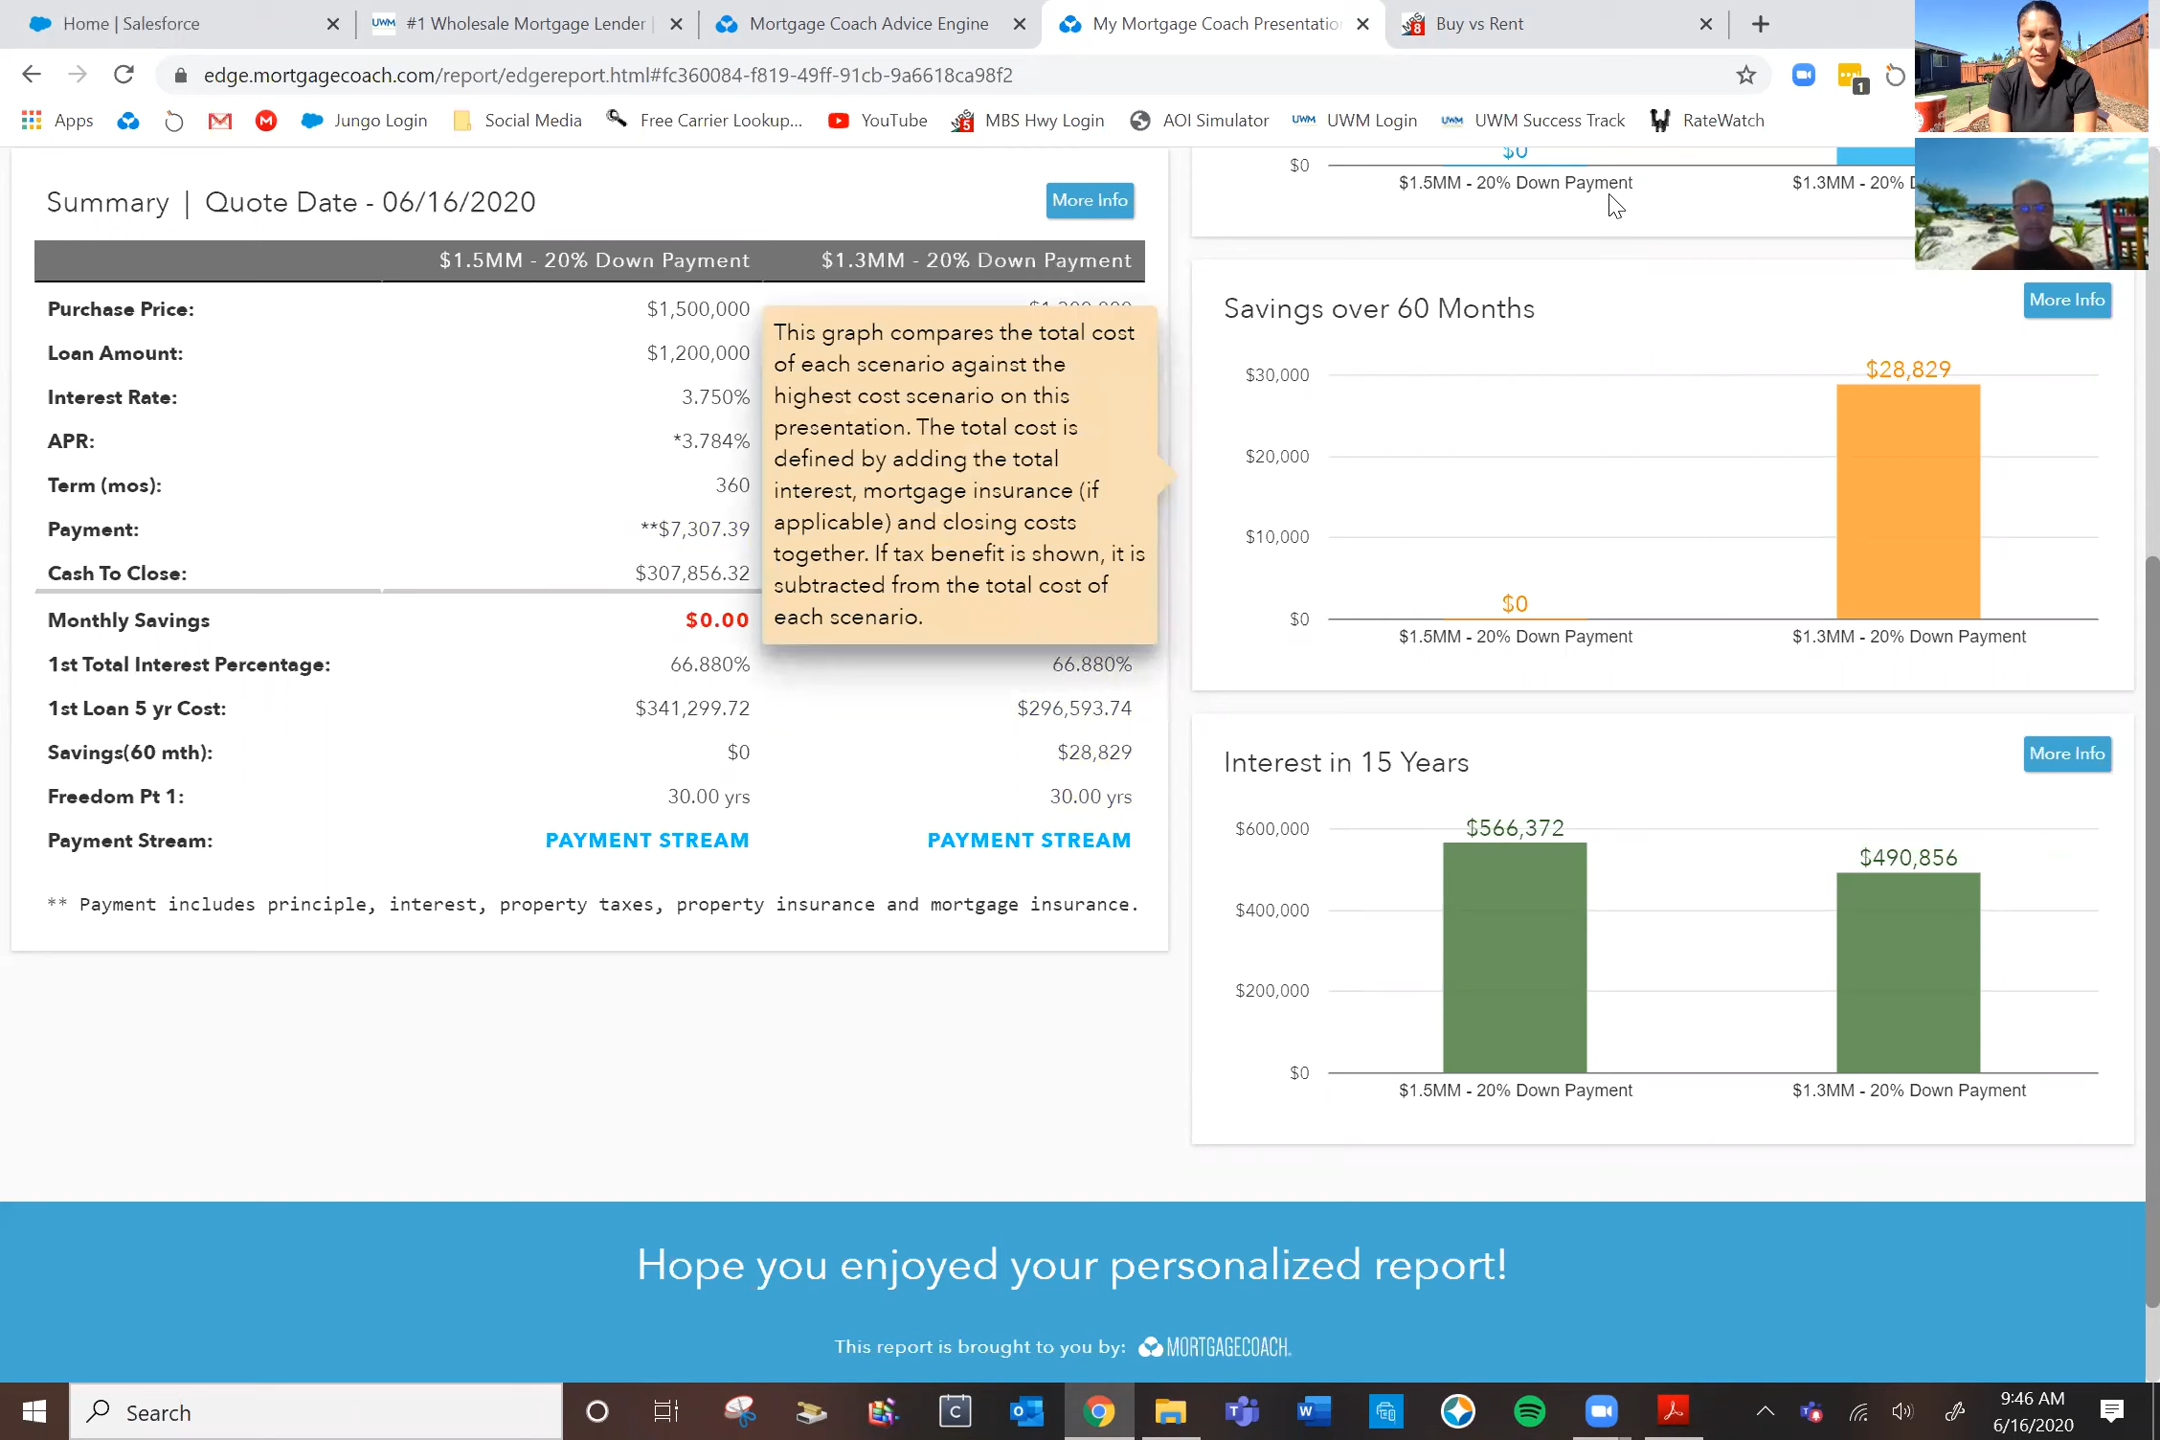 Home | Salesforce
#1 Wholesale Mortgage Lender |
Mortgage Coach Advice Engine
My Mortgage Coach Presentatio
Buy vs Rent
edge.mortgagecoach.com/report/edgereport.html#fc360084-f819-49ff-91cb-9a6618ca98f2
1
Apps
Jungo Login
Social Media
Free Carrier Lookup...
YouTube
MBS Hwy Login
AOI Simulator
UWM Login
UWM Success Track
RateWatch
Summary | Quote Date - 06/16/2020
More Info
$1.5MM - 20% Down Payment $1.3MM - 20% Down Payment
Purchase Price: $1,500,000
Loan Amount: $1,200,000
Interest Rate: 3.750%
APR: *3.784%
Term (mos): 360
Payment: **$7,307.39
Cash To Close: $307,856.32
Monthly Savings $0.00
1st Total Interest Percentage: 66.880% 66.880%
1st Loan 5 yr Cost: $341,299.72 $296,593.74
Savings(60 mth): $0 $28,829
Freedom Pt 1: 30.00 yrs 30.00 yrs
Payment Stream: PAYMENT STREAM PAYMENT STREAM
** Payment includes principle, interest, property taxes, property insurance and mortgage insurance.
This graph compares the total cost
of each scenario against the
highest cost scenario on this
presentation. The total cost is
defined by adding the total
interest, mortgage insurance (if
applicable) and closing costs
together. If tax benefit is shown, it is
subtracted from the total cost of
each scenario.
$0
$0
$1.5MM - 20% Down Payment $1.3MM - 20% D
Savings over 60 Months
More Info
$28,829
$30,000
$20,000
$10,000
$0
$0
$1.5MM - 20% Down Payment $1.3MM - 20% Down Payment
Interest in 15 Years
More Info
$566,372
$490,856
$600,000
$400,000
$200,000
$0
$1.5MM - 20% Down Payment $1.3MM - 20% Down Payment
Hope you enjoyed your personalized report!
This report is brought to you by: MORTGAGECOACH
Search
9:46 AM
6/16/2020